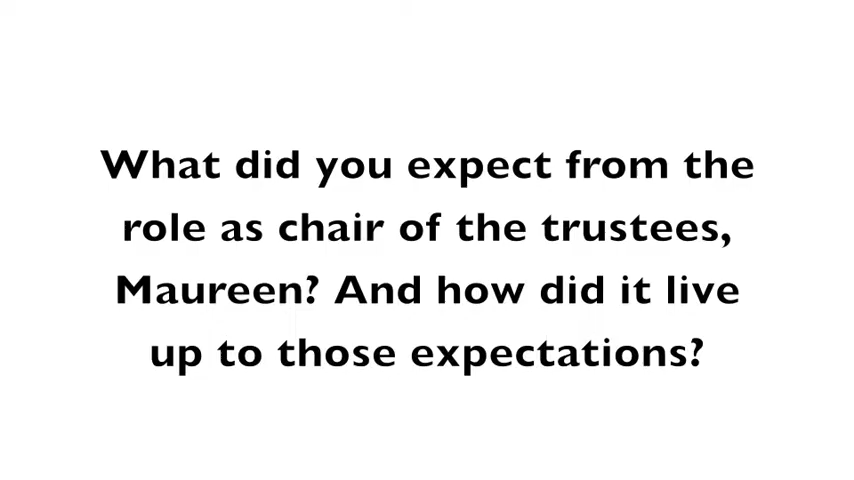 What did you expect from the
role as chair of the trustees,
Maureen? And how did it live
up to those expectations?